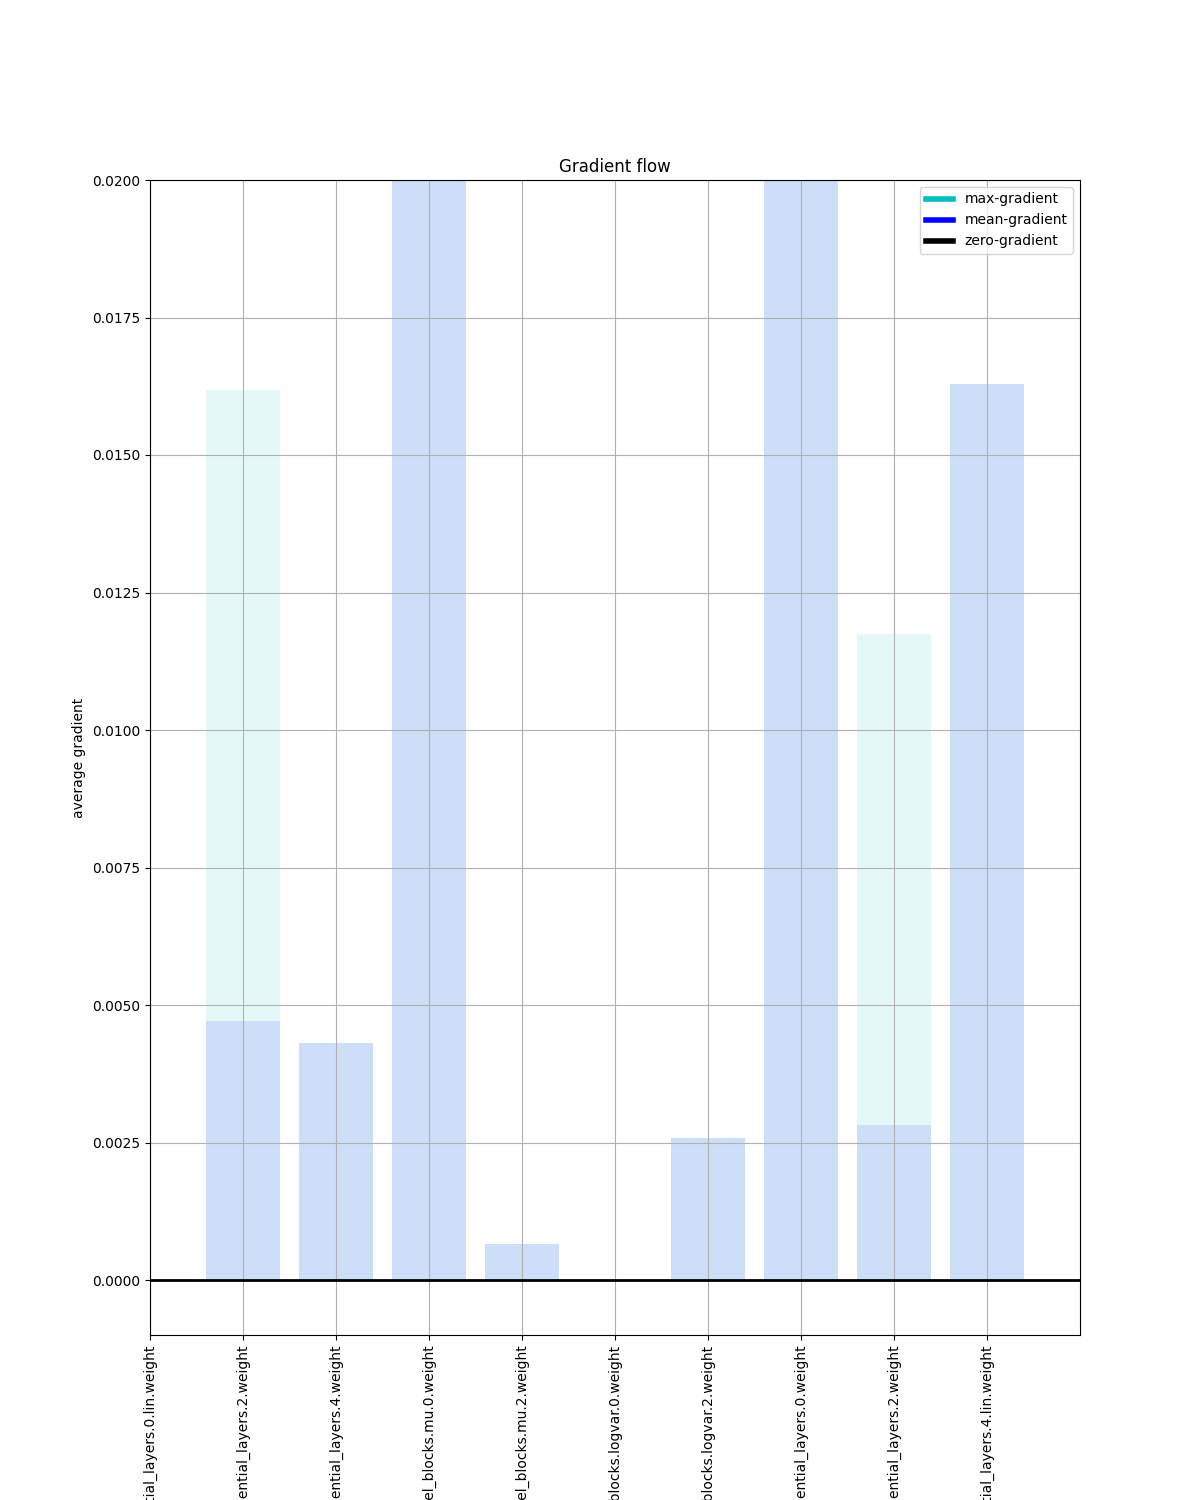 Gradient flow
max-gradient
mean-gradient
zero-gradient
0.0200
0.0175
0.0150
0.0125
0.0100
0.0075
0.0050
0.0025
0.0000
average gradient
tial_layers.0.lin.weight
ential_layers.2.weight
ential_layers.4.weight
el_blocks.mu.0.weight
el_blocks.mu.2.weight
blocks.logvar.0.weight
blocks.logvar.2.weight
ential_layers.0.weight
ential_layers.2.weight
tial_layers.4.lin.weight